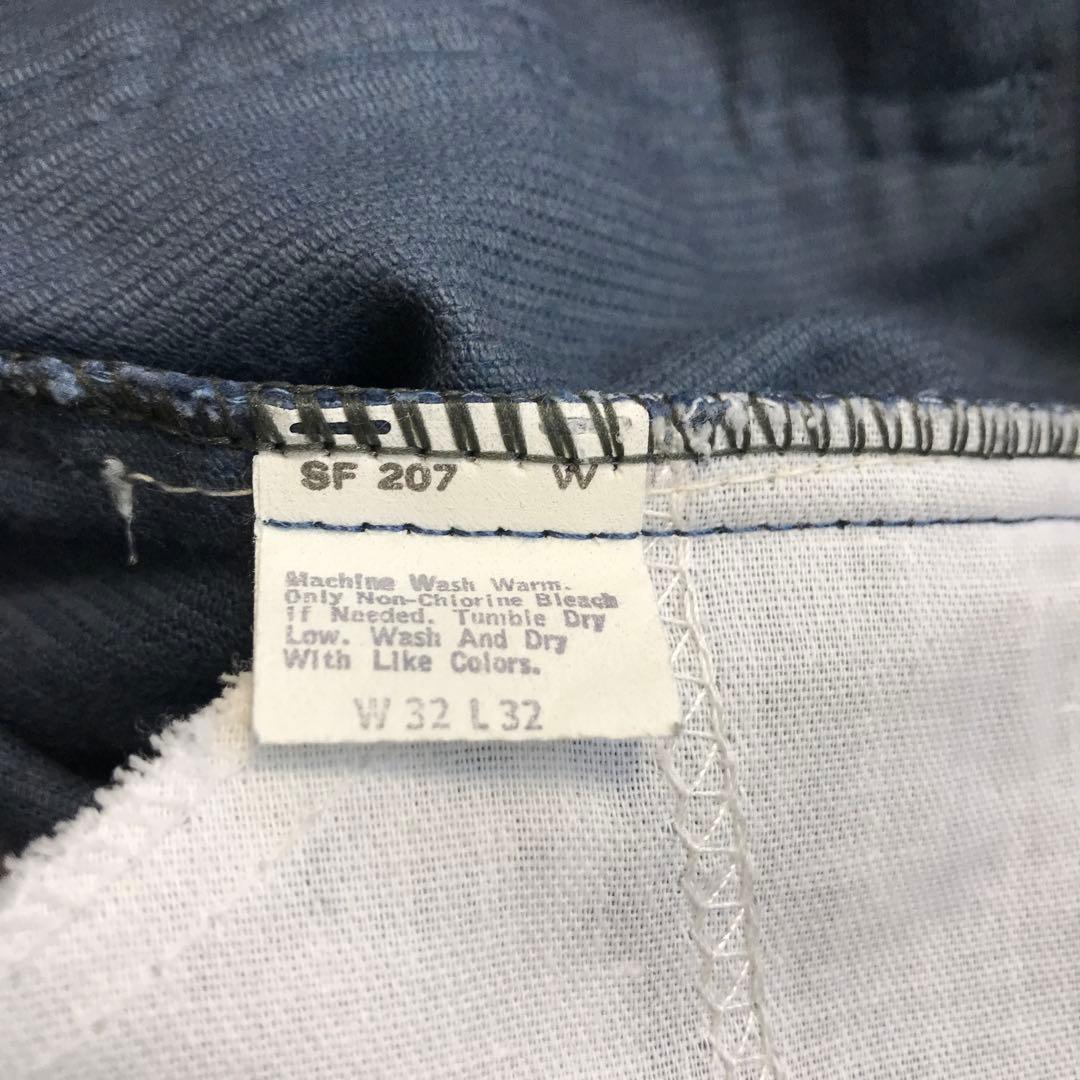 SF 207 W
Machine Wash Warm.
Only Non-Chlorine Bleach
If Needed. Tumble Dry
Low. Wash And Dry
With Like Colors.
W 32 L 32